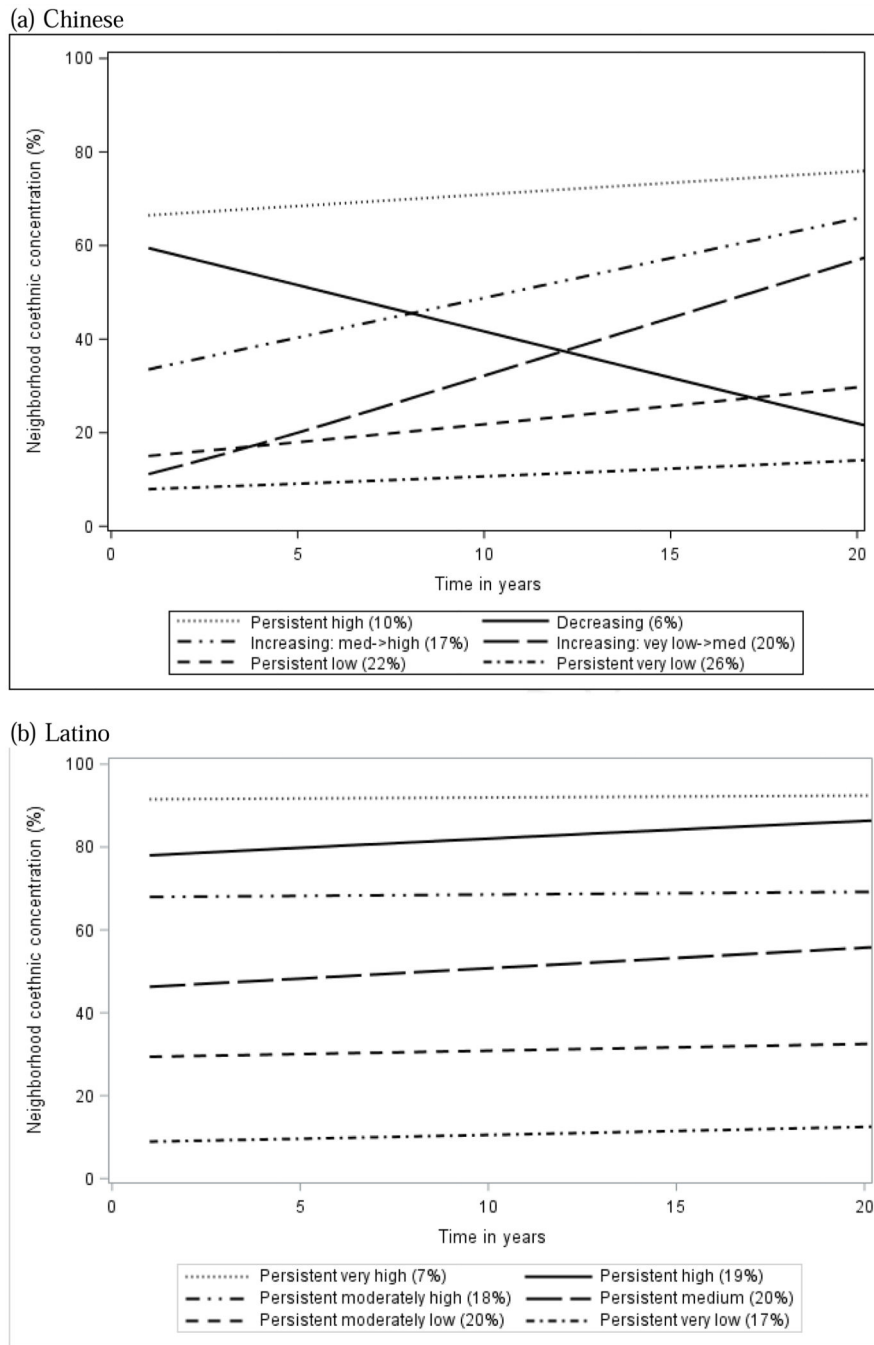 (a) Chinese
100
80
60
40
20
0
Neighborhood coethnic concentration (%)
0 5 10 15 20
Time in years
Persistent high (10%) Decreasing (6%)
Increasing: med->high (17%) Increasing: vey low->med (20%)
Persistent low (22%) Persistent very low (26%)
(b) Latino
100
80
60
40
20
0
Neighborhood coethnic concentration (%)
0 5 10 15 20
Time in years
Persistent very high (7%) Persistent high (19%)
Persistent moderately high (18%) Persistent medium (20%)
Persistent moderately low (20%) Persistent very low (17%)